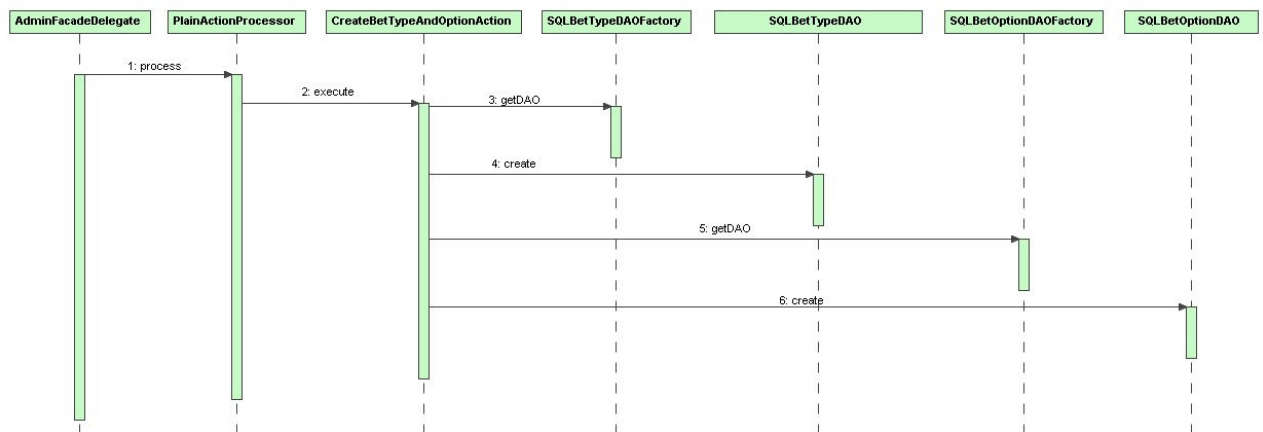 AdminFacadeDelegate
PlainActionProcessor
CreateBetTypeAndOptionAction
SQLBetTypeDAOFactory
SQLBetTypeDAO
SQLBetOptionDAOFactory
SQLBetOptionDAO
1: process
2: execute
3: getDAO
4: create
5: getDAO
6: create